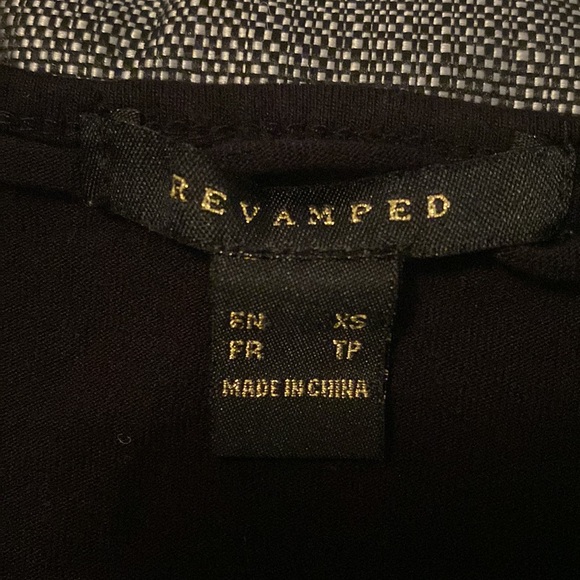 REVAMPED
EN XS
FR TP
MADE IN CHINA